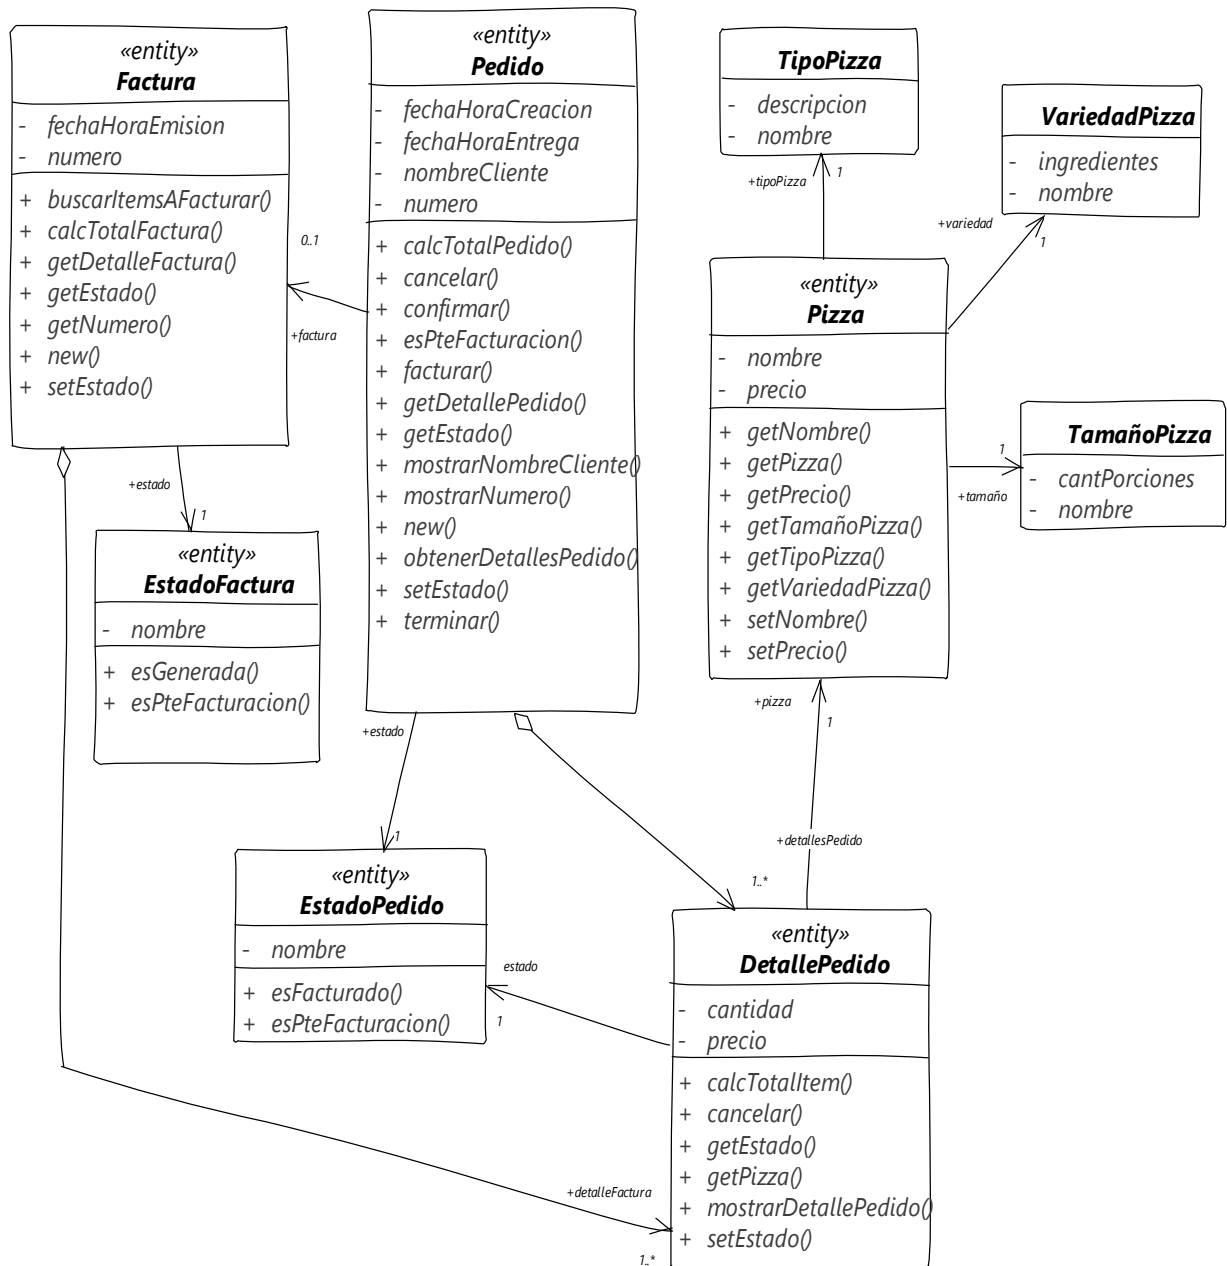 «entity»
Factura
- fechaHoraEmision
- numero
+ buscarItemsAFacturar()
+ calcTotalFactura()
+ getDetalleFactura()
+ getEstado()
+ getNumero()
+ new()
+ setEstado()
«entity»
Pedido
- fechaHoraCreacion
- fechaHoraEntrega
- nombreCliente
- numero
+ calcTotalPedido()
+ cancelar()
+ confirmar()
+ esPteFacturacion()
+ facturar()
+ getDetallePedido()
+ getEstado()
+ mostrarNombreCliente()
+ mostrarNumero()
+ new()
+ obtenerDetallesPedido()
+ setEstado()
+ terminar()
TipoPizza
- descripcion
- nombre
VariedadPizza
- ingredientes
- nombre
+tipoPizza
1
+variedad
1
0..1
+factura
«entity»
Pizza
- nombre
- precio
+ getNombre()
+ getPizza()
+ getPrecio()
+ getTamañoPizza()
+ getTipoPizza()
+ getVariedadPizza()
+ setNombre()
+ setPrecio()
1
+tamaño
TamañoPizza
- cantPorciones
- nombre
+estado
1
«entity»
EstadoFactura
- nombre
+ esGenerada()
+ esPteFacturacion()
+estado
1
+pizza
1
+detallesPedido
1..*
«entity»
EstadoPedido
- nombre
+ esFacturado()
+ esPteFacturacion()
estado
1
«entity»
DetallePedido
- cantidad
- precio
+ calcTotalItem()
+ cancelar()
+ getEstado()
+ getPizza()
+ mostrarDetallePedido()
+ setEstado()
+detalleFactura
1..*